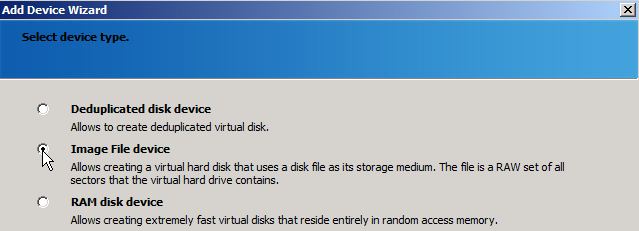 Add Device Wizard
Select device type.
Deduplicated disk device
Allows to create deduplicated virtual disk.
Image File device
Allows creating a virtual hard disk that uses a disk file as its storage medium. The file is a RAW set of all
sectors that the virtual hard drive contains.
RAM disk device
Allows creating extremely fast virtual disks that reside entirely in random access memory.